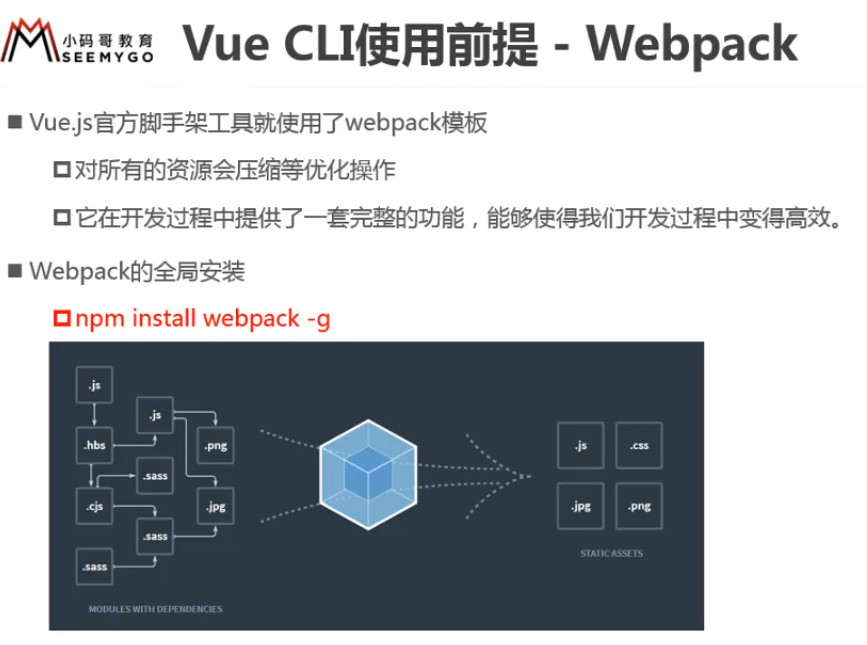 小码哥教育
SEEMYGO
Vue CLI使用前提 - Webpack
Vue.js官方脚手架工具就使用了webpack模板
对所有的资源会压缩等优化操作
它在开发过程中提供了一套完整的功能，能够使得我们开发过程中变得高效。
Webpack的全局安装
npm install webpack -g
.js
.js
.hbs
.png
.sass
.cjs
.jpg
.sass
.sass
MODULES WITH DEPENDENCIES
.js
.css
.jpg
.png
STATIC ASSETS